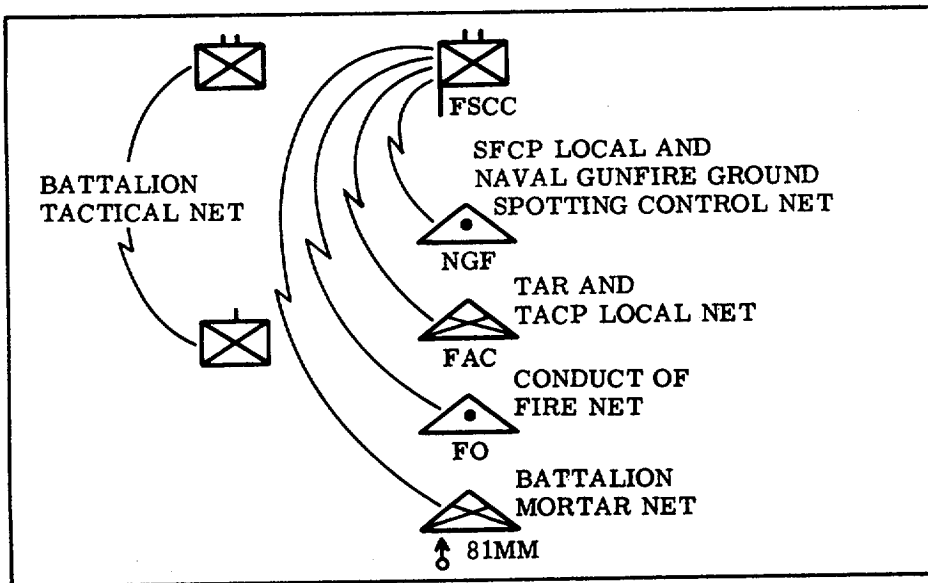 FSCC
SFCP LOCAL AND
NAVAL GUNFIRE GROUND
SPOTTING CONTROL NET
BATTALION
TACTICAL NET
NGF
TAR AND
TACP LOCAL NET
FAC
CONDUCT OF
FIRE NET
FO
BATTALION
MORTAR NET
81MM